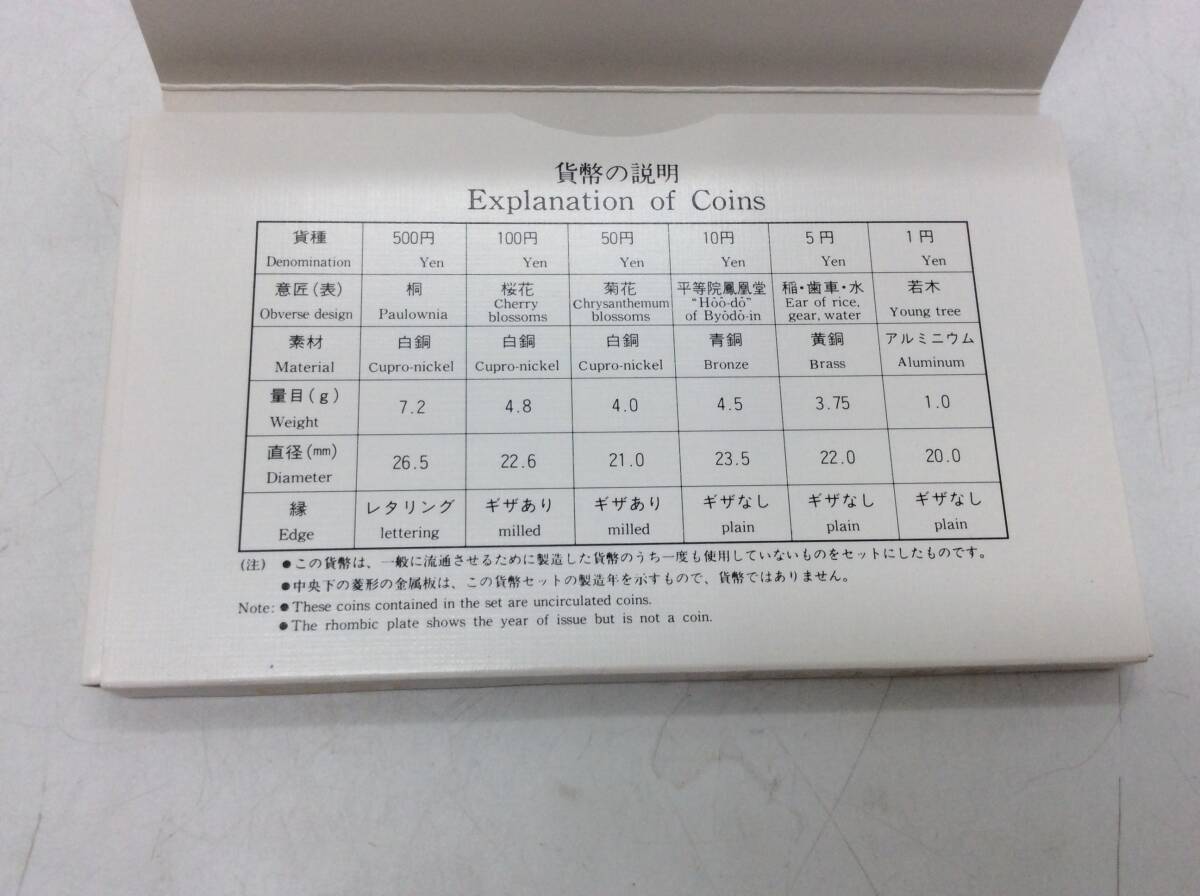 貨幣の説明
Explanation of Coins
貨種 500円 100円 50円 10円 5円 1円
Denomination Yen Yen Yen Yen Yen Yen
意匠(表) 桐 桜花 菊花 平等院鳳凰堂 稲・歯車・水 若木
Obverse design Paulownia Cherry blossoms Chrysanthemum blossoms "Hôô-dô" of Byôdô-in Ear of rice, gear, water Young tree
素材 白銅 白銅 白銅 青銅 黄銅 アルミニウム
Material Cupro-nickel Cupro-nickel Cupro-nickel Bronze Brass Aluminum
量目(g) 7.2 4.8 4.0 4.5 3.75 1.0
Weight
直径(mm) 26.5 22.6 21.0 23.5 22.0 20.0
Diameter
縁 レタリング ギザあり ギザあり ギザなし ギザなし ギザなし
Edge lettering milled milled plain plain plain
(注) ●この貨幣は、一般に流通させるために製造した貨幣のうち一度も使用していないものをセットにしたものです。
●中央下の菱形の金属板は、この貨幣セットの製造年を示すもので、貨幣ではありません。
Note: ● These coins contained in the set are uncirculated coins.
● The rhombic plate shows the year of issue but is not a coin.